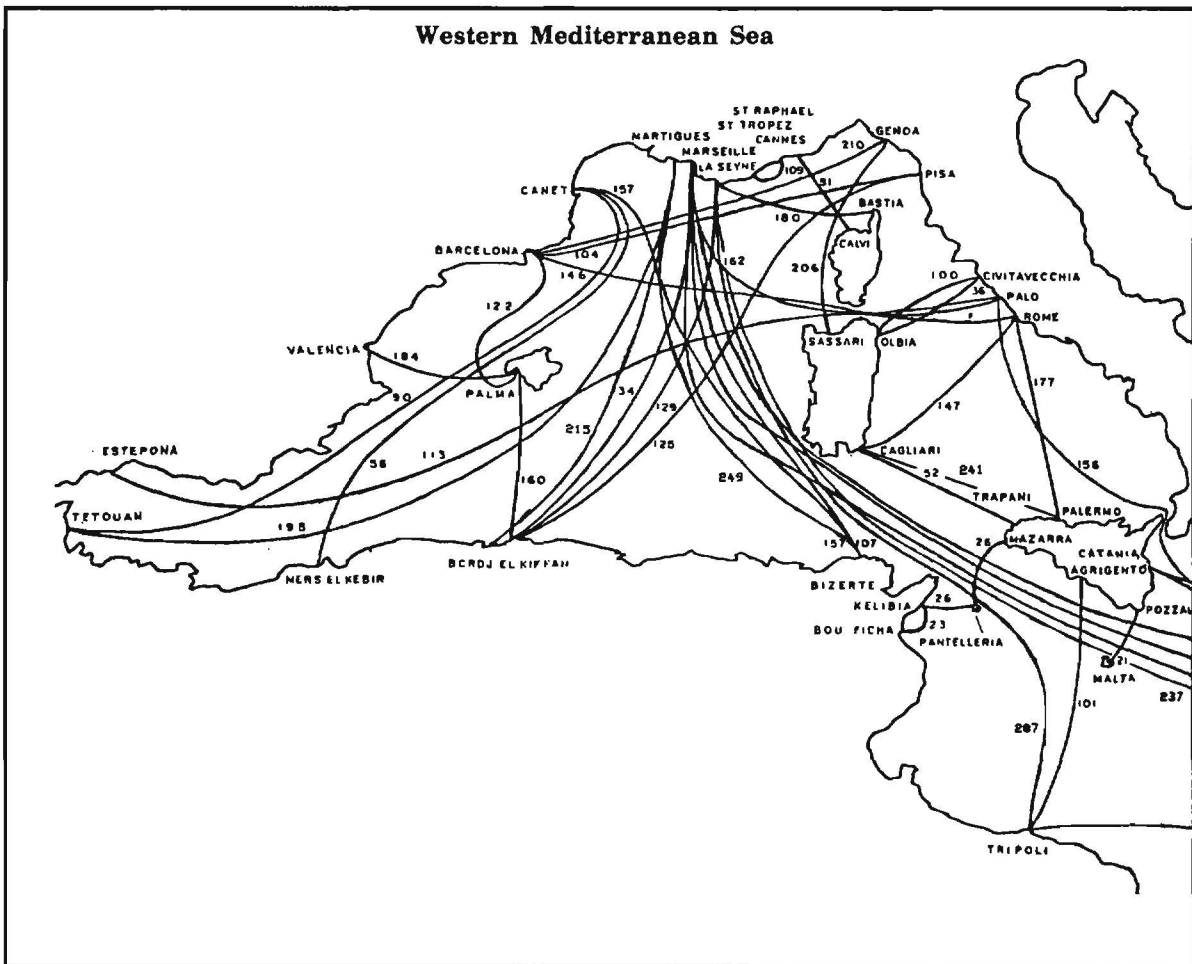 Western Mediterranean Sea
ST RAPHAEL
ST TROPEZ
CANNES
GENOA
MARTIGUES
MARSEILLE
LA SEYNE
210
109
51
PISA
CANET
157
180
BASTIA
BARCELONA
104
162
CALVI
146
206
100
CIVITAVECCHIA
36
PALO
ROME
122
SASSARI
OLBIA
VALENCIA
184
PALMA
177
90
34
129
147
215
125
ESTEPONA
113
56
CAGLIARI
156
52
241
160
249
TRAPANI
TETOUAN
198
PALERMO
157
107
26
MAZARRA
CATANIA
MERS EL KEBIR
BORDJ EL KIFFAN
AGRIGENTO
BIZERTE
KELIBIA
26
POZZAL
BOU FICHA
23
PANTELLERIA
21
MALTA
237
101
287
TRIPOLI